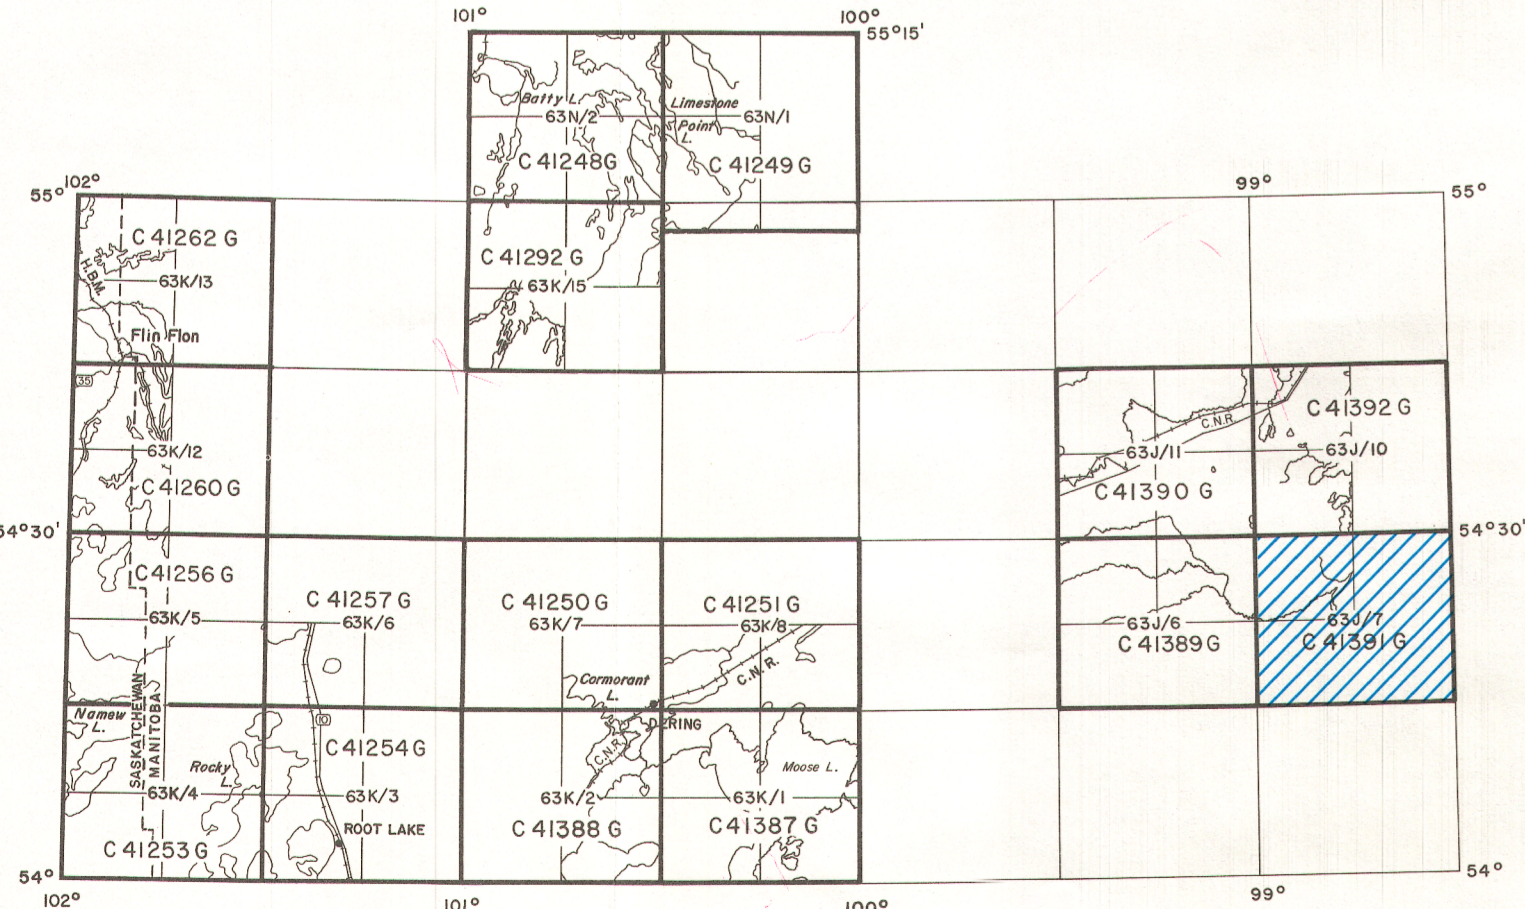 101°
100°
55°15'
Batty L.
Limestone
63N/2
63N/1
Point
L.
C 41248G
C 41249 G
102°
55°
99°
55°
C 41262 G
C 41292 G
H.B.M.
63K/13
63K/15
Flin Flon
35
C 41392 G
C.N.R.
63K/12
63J/11
63J/10
C 41260 G
C 41390 G
54°30'
54°30'
C 41256 G
C 41257 G
C 41250 G
C 41251 G
63K/5
63K/6
63K/7
63K/8
63J/6
63J/7
C 41389 G
C 41391 G
C.N.R.
Cormorant
L.
SASKATCHEWAN
MANITOBA
Namew
L.
10
DERING
C 41254 G
C.N.R.
Rocky
L.
Moose L.
63K/4
63K/3
63K/2
63K/1
ROOT LAKE
C 41388 G
C 41387 G
C 41253 G
54°
54°
102°
101°
100°
99°